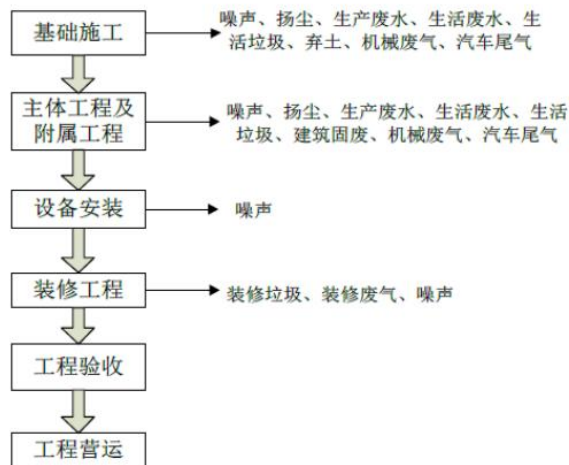 基础施工
噪声、扬尘、生产废水、生活废水、生
活垃圾、弃土、机械废气、汽车尾气
主体工程及
附属工程
噪声、扬尘、生产废水、生活废水、生活
垃圾、建筑固废、机械废气、汽车尾气
设备安装
噪声
装修工程
装修垃圾、装修废气、噪声
工程验收
工程营运